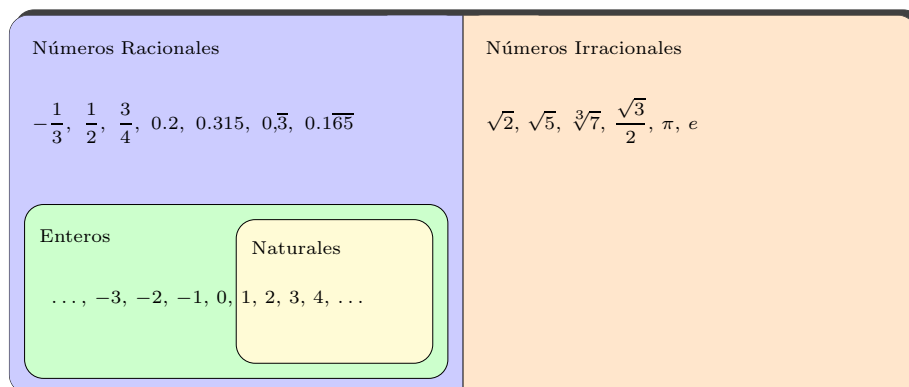 Números Racionales
−1/3, 1/2, 3/4, 0.2, 0.315, 0,3̅, 0.16̅5̅
Enteros
Naturales
..., −3, −2, −1, 0, 1, 2, 3, 4, ...
Números Irracionales
√2, √5, ∛7, √3/2, π, e